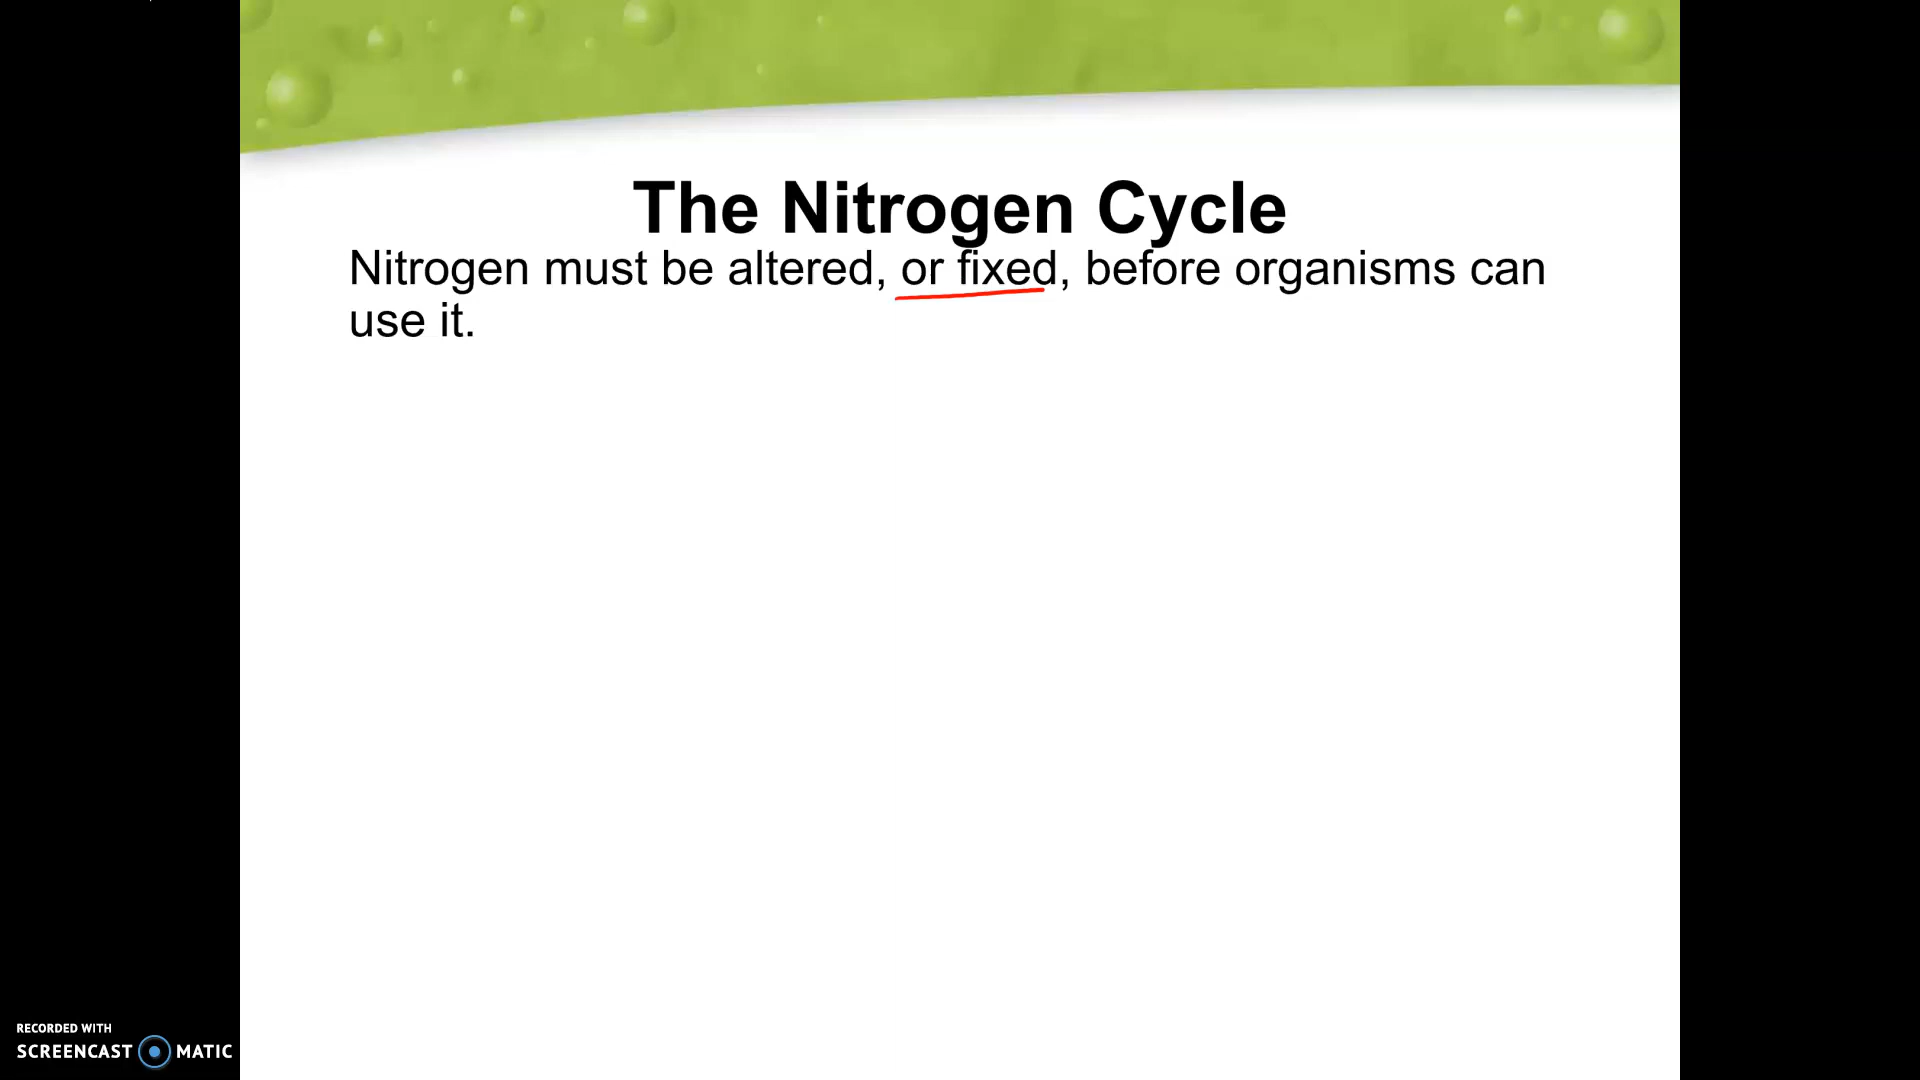 The Nitrogen Cycle
Nitrogen must be altered, or fixed, before organisms can
use it.
RECORDED WITH
SCREENCAST MATIC